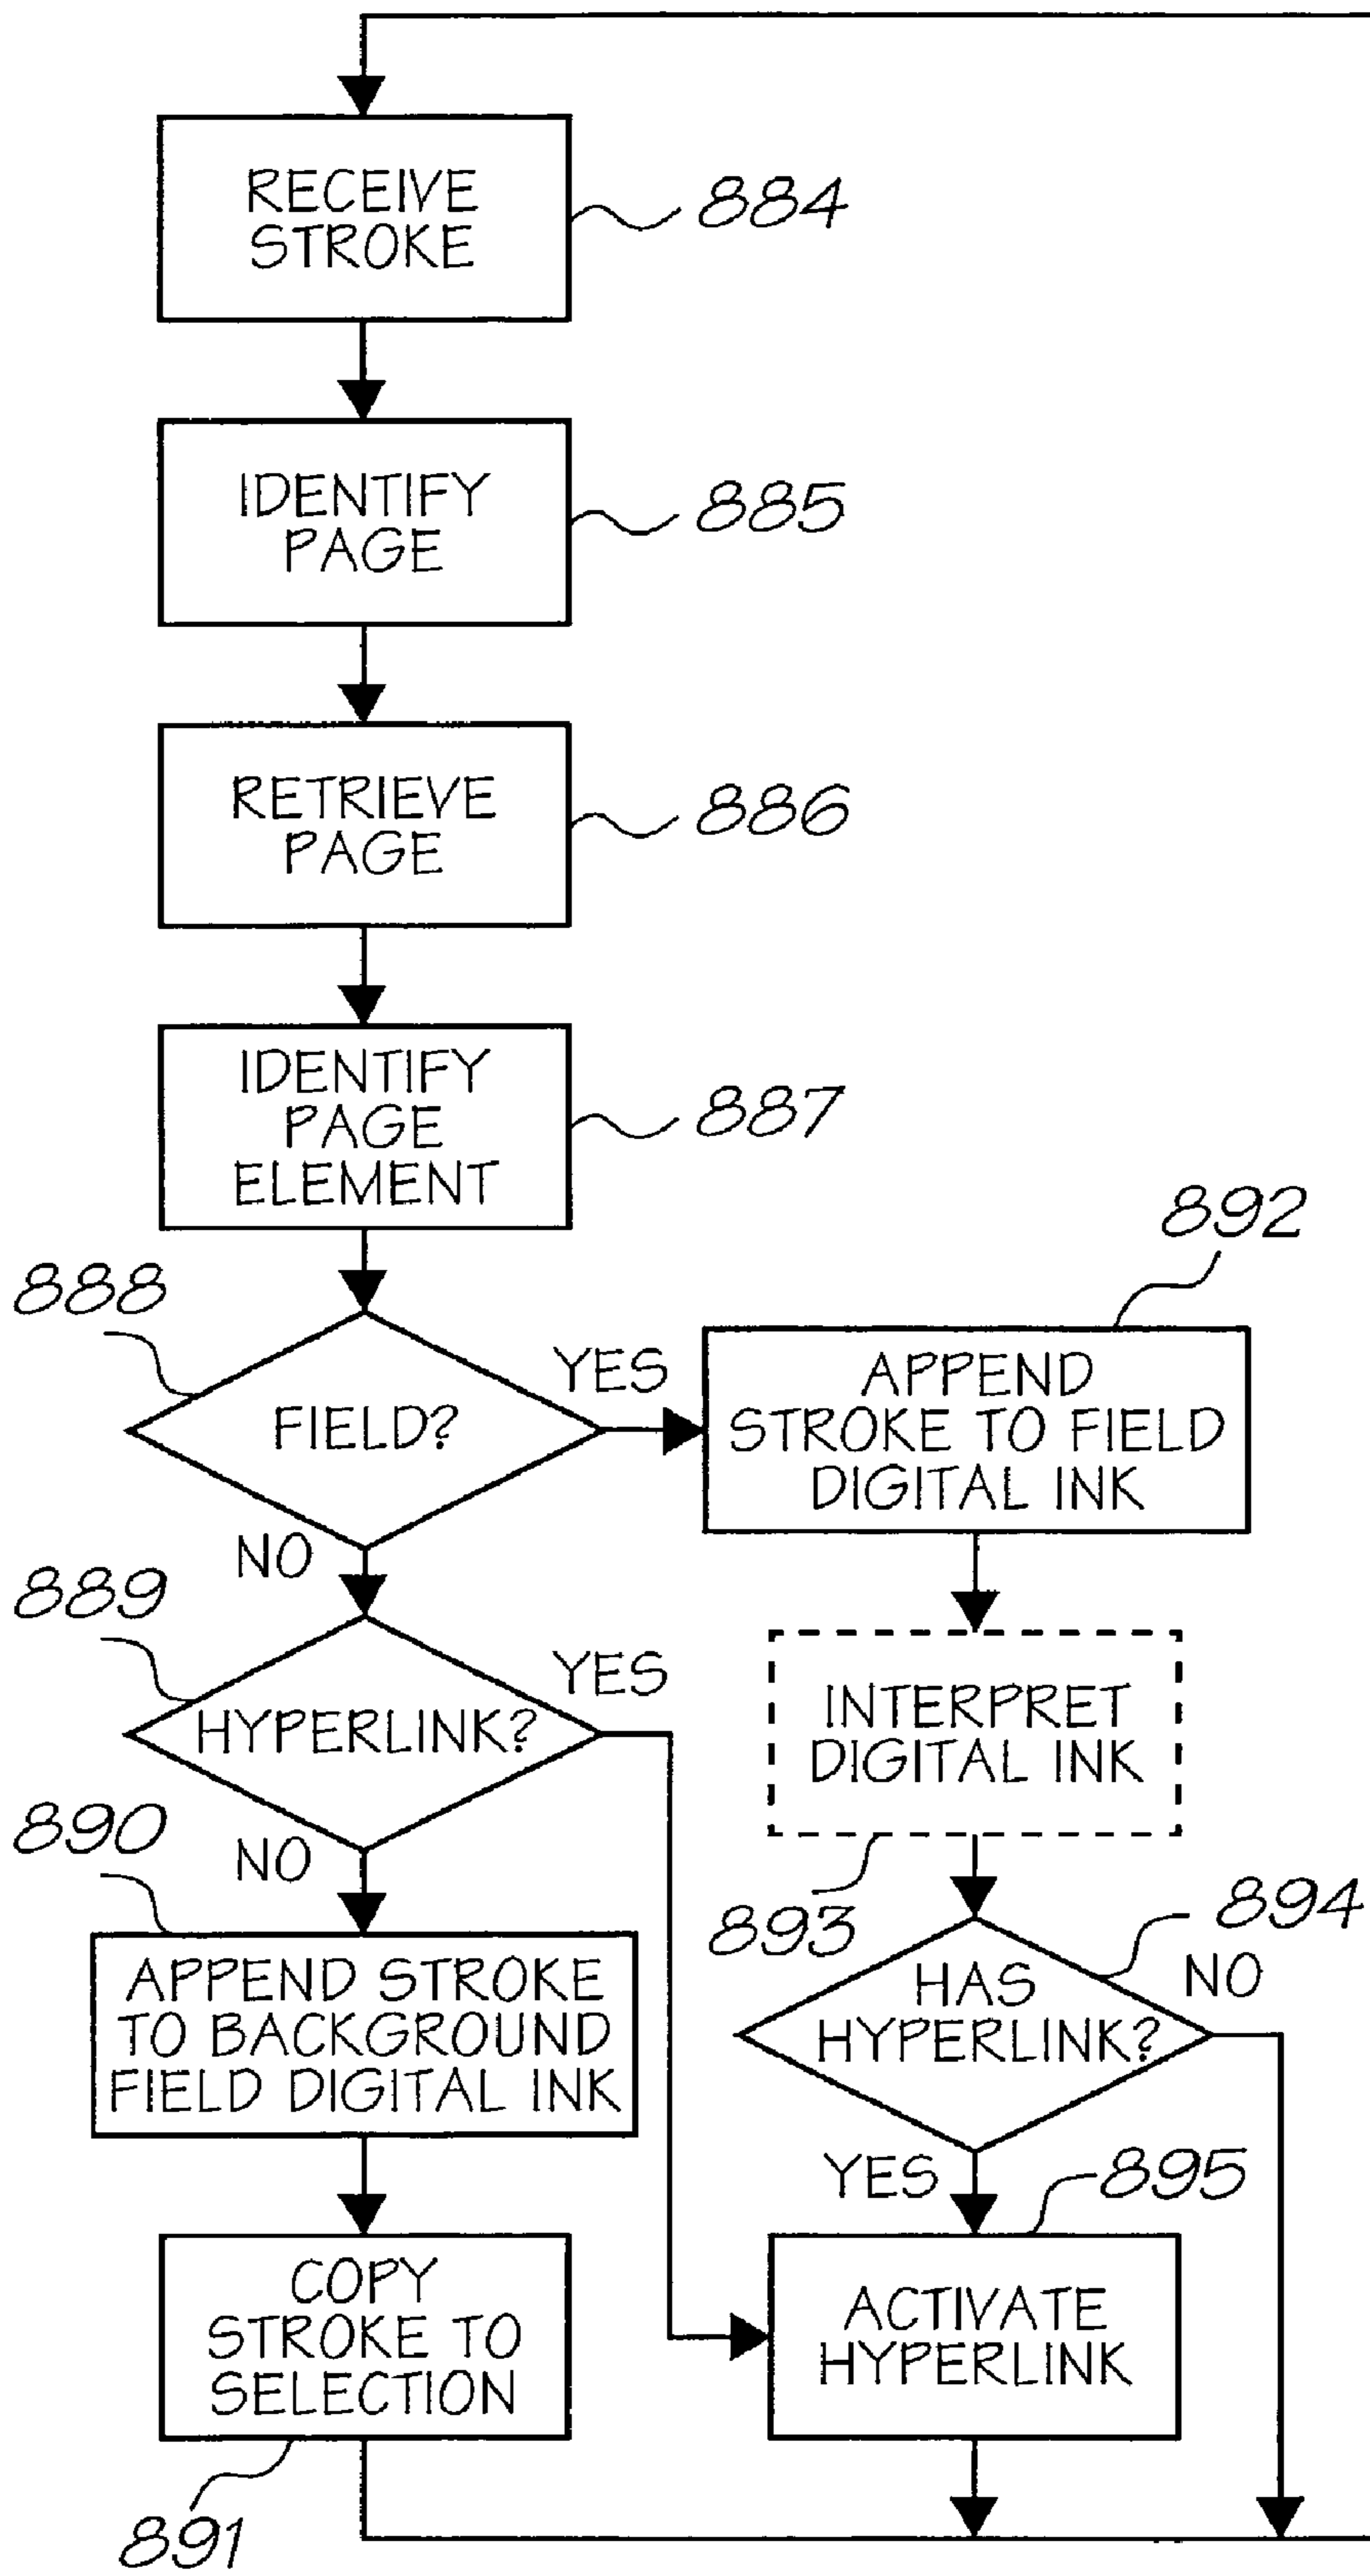 RECEIVE
STROKE
884
IDENTIFY
PAGE
885
RETRIEVE
PAGE
886
IDENTIFY
PAGE
ELEMENT
887
888
FIELD?
YES
NO
892
APPEND
STROKE TO FIELD
DIGITAL INK
889
HYPERLINK?
YES
NO
INTERPRET
DIGITAL INK
893
890
APPEND STROKE
TO BACKGROUND
FIELD DIGITAL INK
894
HAS
HYPERLINK?
NO
YES
895
COPY
STROKE TO
SELECTION
891
ACTIVATE
HYPERLINK